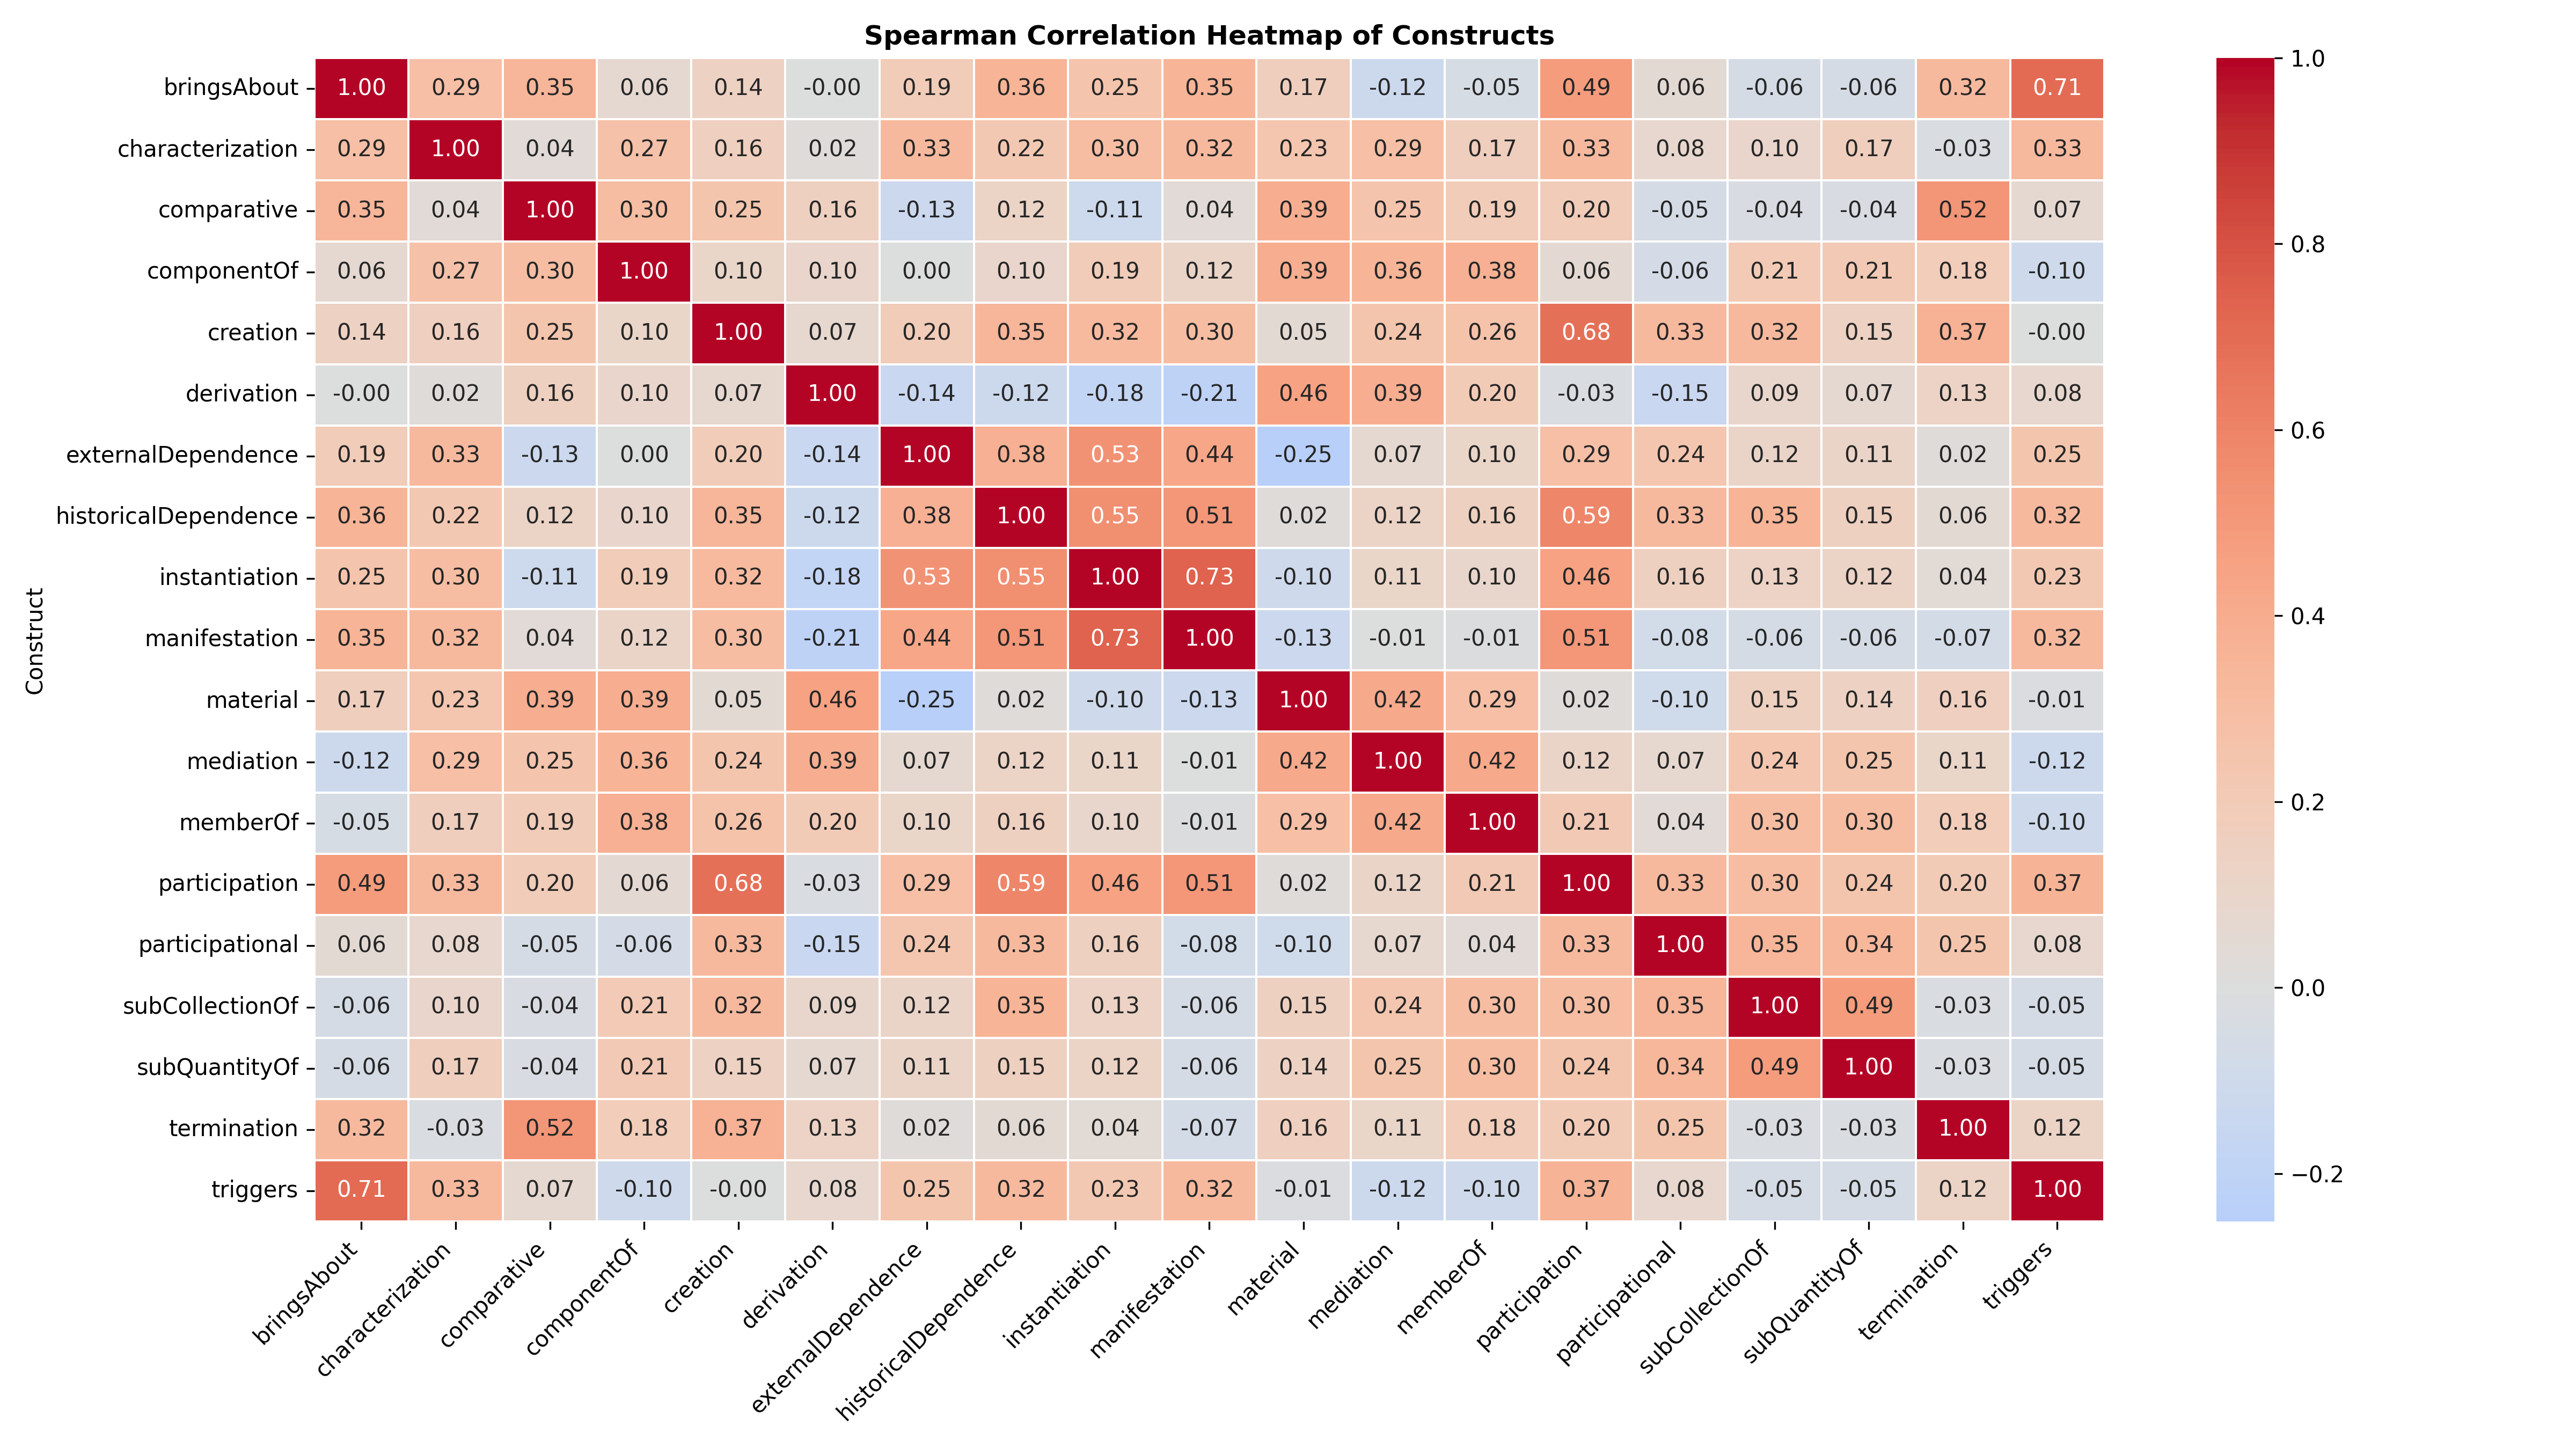 Spearman Correlation Heatmap of Constructs
bringsAbout 1.00 0.29 0.35 0.06 0.14 -0.00 0.19 0.36 0.25 0.35 0.17 -0.12 -0.05 0.49 0.06 -0.06 -0.06 0.32 0.71
characterization 0.29 1.00 0.04 0.27 0.16 0.02 0.33 0.22 0.30 0.32 0.23 0.29 0.17 0.33 0.08 0.10 0.17 -0.03 0.33
comparative 0.35 0.04 1.00 0.30 0.25 0.16 -0.13 0.12 -0.11 0.04 0.39 0.25 0.19 0.20 -0.05 -0.04 -0.04 0.52 0.07
componentOf 0.06 0.27 0.30 1.00 0.10 0.10 0.00 0.10 0.19 0.12 0.39 0.36 0.38 0.06 -0.06 0.21 0.21 0.18 -0.10
creation 0.14 0.16 0.25 0.10 1.00 0.07 0.20 0.35 0.32 0.30 0.05 0.24 0.26 0.68 0.33 0.32 0.15 0.37 -0.00
derivation -0.00 0.02 0.16 0.10 0.07 1.00 -0.14 -0.12 -0.18 -0.21 0.46 0.39 0.20 -0.03 -0.15 0.09 0.07 0.13 0.08
externalDependence 0.19 0.33 -0.13 0.00 0.20 -0.14 1.00 0.38 0.53 0.44 -0.25 0.07 0.10 0.29 0.24 0.12 0.11 0.02 0.25
historicalDependence 0.36 0.22 0.12 0.10 0.35 -0.12 0.38 1.00 0.55 0.51 0.02 0.12 0.16 0.59 0.33 0.35 0.15 0.06 0.32
instantiation 0.25 0.30 -0.11 0.19 0.32 -0.18 0.53 0.55 1.00 0.73 -0.10 0.11 0.10 0.46 0.16 0.13 0.12 0.04 0.23
manifestation 0.35 0.32 0.04 0.12 0.30 -0.21 0.44 0.51 0.73 1.00 -0.13 -0.01 -0.01 0.51 -0.08 -0.06 -0.06 -0.07 0.32
material 0.17 0.23 0.39 0.39 0.05 0.46 -0.25 0.02 -0.10 -0.13 1.00 0.42 0.29 0.02 -0.10 0.15 0.14 0.16 -0.01
mediation -0.12 0.29 0.25 0.36 0.24 0.39 0.07 0.12 0.11 -0.01 0.42 1.00 0.42 0.12 0.07 0.24 0.25 0.11 -0.12
memberOf -0.05 0.17 0.19 0.38 0.26 0.20 0.10 0.16 0.10 -0.01 0.29 0.42 1.00 0.21 0.04 0.30 0.30 0.18 -0.10
participation 0.49 0.33 0.20 0.06 0.68 -0.03 0.29 0.59 0.46 0.51 0.02 0.12 0.21 1.00 0.33 0.30 0.24 0.20 0.37
participational 0.06 0.08 -0.05 -0.06 0.33 -0.15 0.24 0.33 0.16 -0.08 -0.10 0.07 0.04 0.33 1.00 0.35 0.34 0.25 0.08
subCollectionOf -0.06 0.10 -0.04 0.21 0.32 0.09 0.12 0.35 0.13 -0.06 0.15 0.24 0.30 0.30 0.35 1.00 0.49 -0.03 -0.05
subQuantityOf -0.06 0.17 -0.04 0.21 0.15 0.07 0.11 0.15 0.12 -0.06 0.14 0.25 0.30 0.24 0.34 0.49 1.00 -0.03 -0.05
termination 0.32 -0.03 0.52 0.18 0.37 0.13 0.02 0.06 0.04 -0.07 0.16 0.11 0.18 0.20 0.25 -0.03 -0.03 1.00 0.12
triggers 0.71 0.33 0.07 -0.10 -0.00 0.08 0.25 0.32 0.23 0.32 -0.01 -0.12 -0.10 0.37 0.08 -0.05 -0.05 0.12 1.00
Construct
bringsAbout
characterization
comparative
componentOf
creation
derivation
externalDependence
historicalDependence
instantiation
manifestation
material
mediation
memberOf
participation
participational
subCollectionOf
subQuantityOf
termination
triggers
1.0
0.8
0.6
0.4
0.2
0.0
−0.2